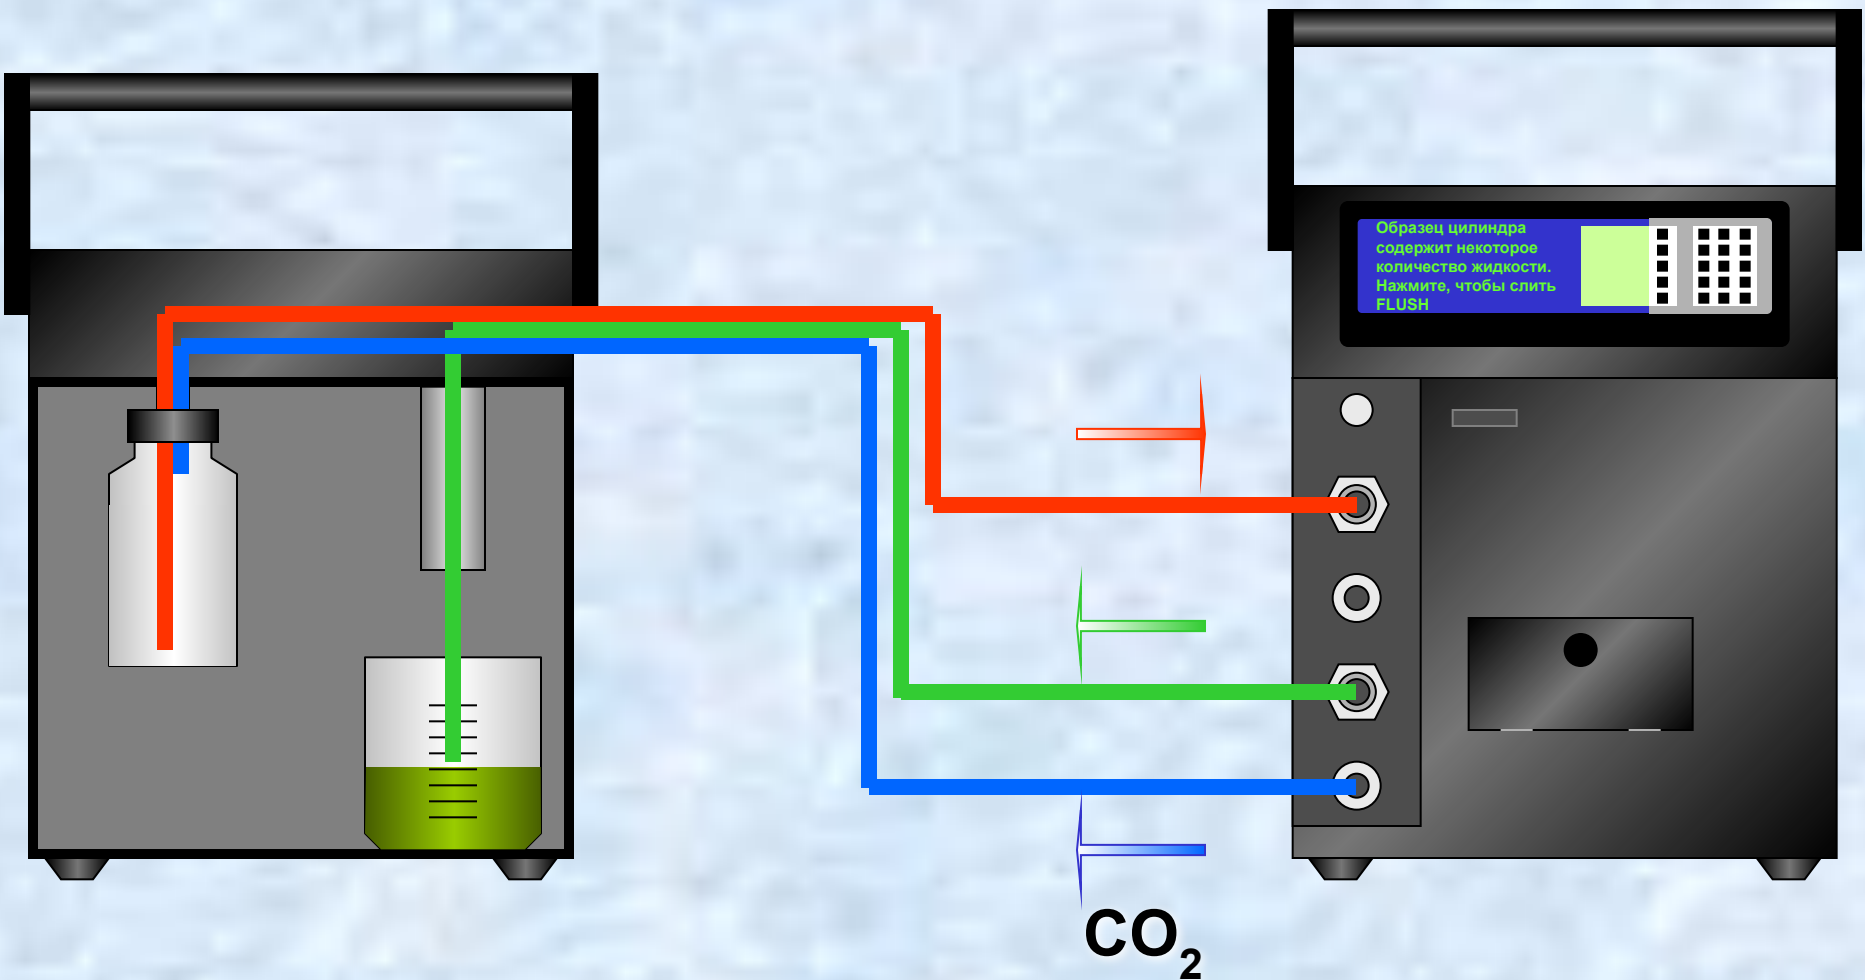 Образец цилиндра
содержит некоторое
количество жидкости.
Нажмите, чтобы слить
FLUSH
CO₂